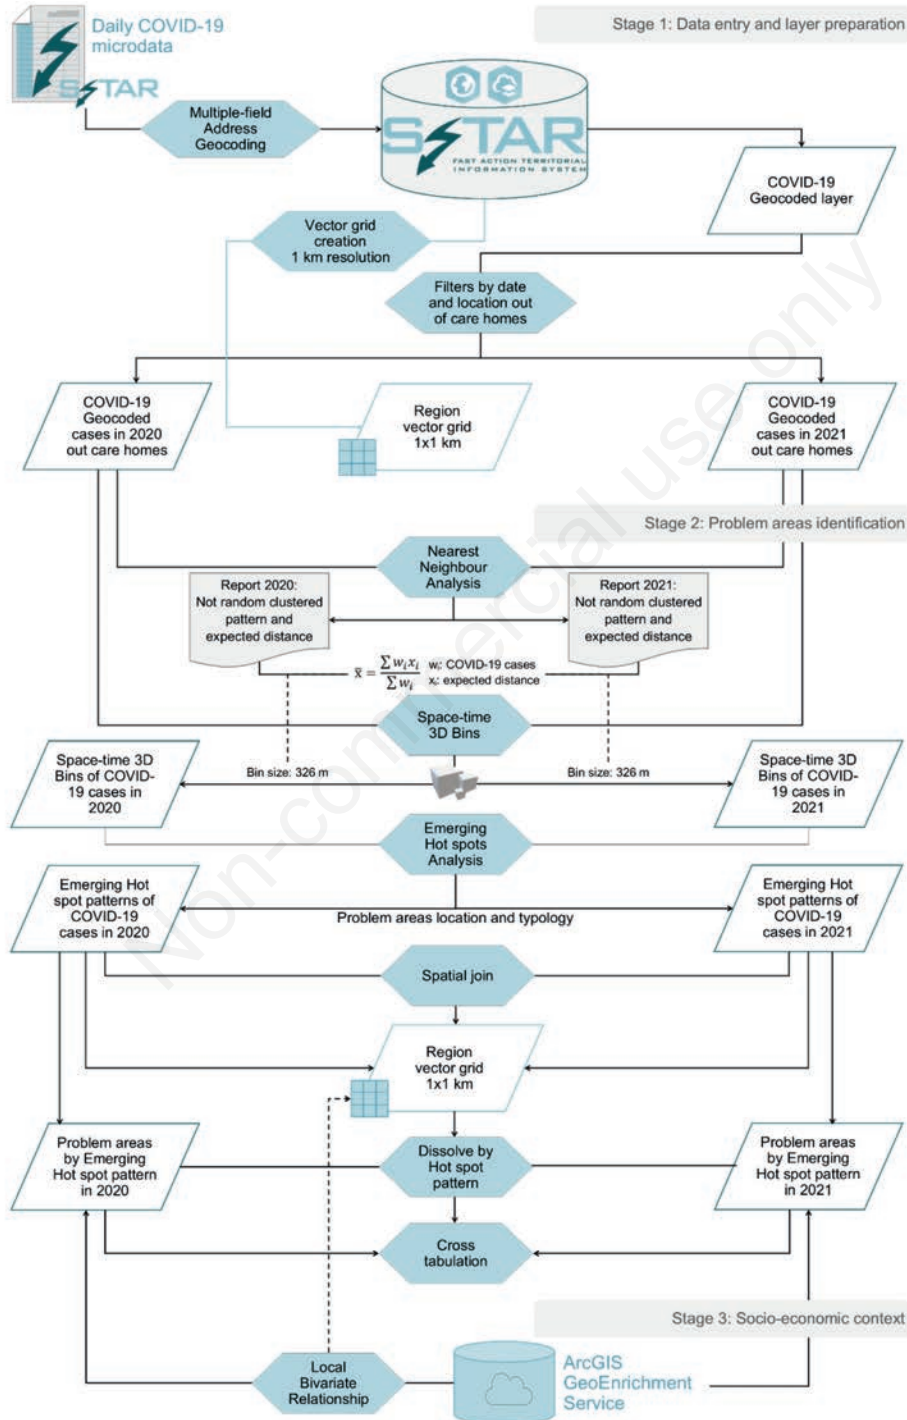 Daily COVID-19
microdata
SSTAR
Stage 1: Data entry and layer preparation
Multiple-field
Address
Geocoding
SSTAR
FAST ACTION TERRITORIAL
INFORMATION SYSTEM
COVID-19
Geocoded layer
Vector grid
creation
1 km resolution
Filters by date
and location out
of care homes
COVID-19
Geocoded
cases in 2020
out care homes
Region
vector grid
1x1 km
COVID-19
Geocoded
cases in 2021
out care homes
Stage 2: Problem areas identification
Nearest
Neighbour
Analysis
Report 2020:
Not random clustered
pattern and
expected distance
Report 2021:
Not random clustered
pattern and
expected distance
x̄ = ∑ wᵢxᵢ / ∑ wᵢ
wᵢ: COVID-19 cases
xᵢ: expected distance
Space-time
3D Bins
Space-time 3D
Bins of COVID-
19 cases in
2020
Bin size: 326 m
Bin size: 326 m
Space-time 3D
Bins of COVID-
19 cases in
2021
Emerging
Hot spots
Analysis
Emerging Hot
spot patterns of
COVID-19
cases in 2020
Problem areas location and typology
Emerging Hot
spot patterns of
COVID-19
cases in 2021
Spatial join
Region
vector grid
1x1 km
Problem areas
by Emerging
Hot spot pattern
in 2020
Dissolve by
Hot spot
pattern
Problem areas
by Emerging
Hot spot pattern
in 2021
Cross
tabulation
Stage 3: Socio-economic context
Local
Bivariate
Relationship
ArcGIS
GeoEnrichment
Service
Non-commercial use only